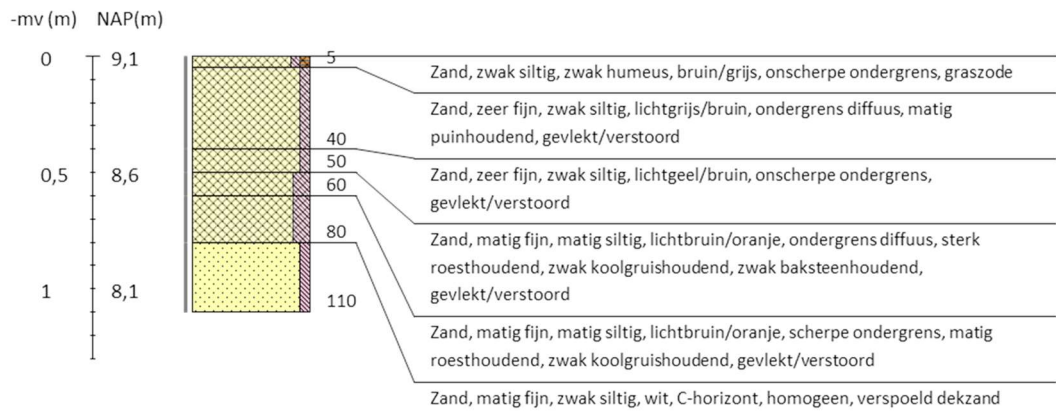 -mv (m) NAP(m)
0 9,1 5
Zand, zwak siltig, zwak humeus, bruin/grijs, onscherpe ondergrens, graszode
Zand, zeer fijn, zwak siltig, lichtgrijs/bruin, ondergrens diffuus, matig
puinhoudend, gevlekt/verstoord
40
50
0,5 8,6
Zand, zeer fijn, zwak siltig, lichtgeel/bruin, onscherpe ondergrens,
60
gevlekt/verstoord
80
Zand, matig fijn, matig siltig, lichtbruin/oranje, ondergrens diffuus, sterk
roesthoudend, zwak koolgruishoudend, zwak baksteenhoudend,
gevlekt/verstoord
1 8,1 110
Zand, matig fijn, matig siltig, lichtbruin/oranje, scherpe ondergrens, matig
roesthoudend, zwak koolgruishoudend, gevlekt/verstoord
Zand, matig fijn, zwak siltig, wit, C-horizont, homogeen, verspoeld dekzand